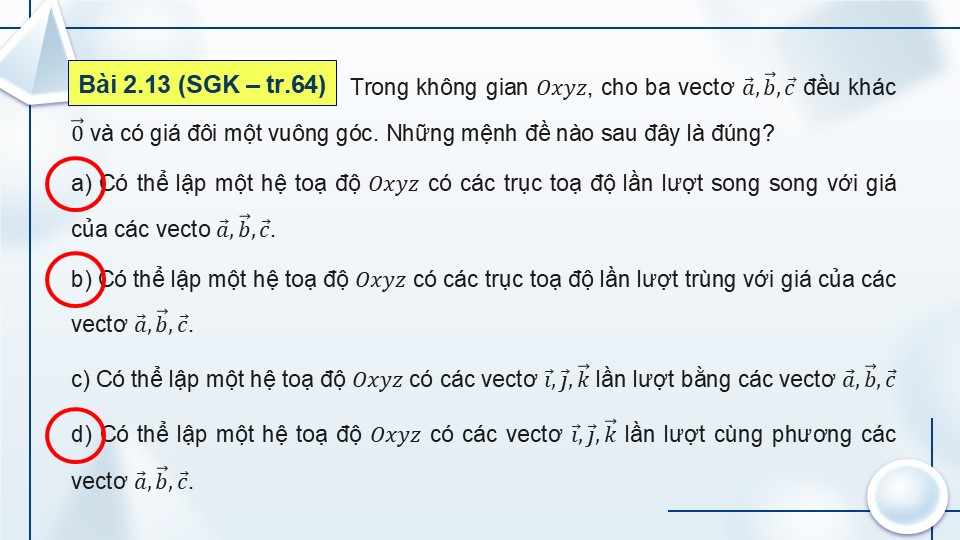 Bài 2.13 (SGK – tr.64) Trong không gian 𝑂𝑥𝑦𝑧, cho ba vectơ 𝑎⃗, 𝑏⃗, 𝑐⃗ đều khác
0⃗ và có giá đôi một vuông góc. Những mệnh đề nào sau đây là đúng?
a) Có thể lập một hệ toạ độ 𝑂𝑥𝑦𝑧 có các trục toạ độ lần lượt song song với giá
của các vecto 𝑎⃗, 𝑏⃗, 𝑐⃗.
b) Có thể lập một hệ toạ độ 𝑂𝑥𝑦𝑧 có các trục toạ độ lần lượt trùng với giá của các
vectơ 𝑎⃗, 𝑏⃗, 𝑐⃗.
c) Có thể lập một hệ toạ độ 𝑂𝑥𝑦𝑧 có các vectơ 𝚤⃗, 𝚥⃗, 𝑘⃗ lần lượt bằng các vectơ 𝑎⃗, 𝑏⃗, 𝑐⃗
d) Có thể lập một hệ toạ độ 𝑂𝑥𝑦𝑧 có các vectơ 𝚤⃗, 𝚥⃗, 𝑘⃗ lần lượt cùng phương các
vectơ 𝑎⃗, 𝑏⃗, 𝑐⃗.